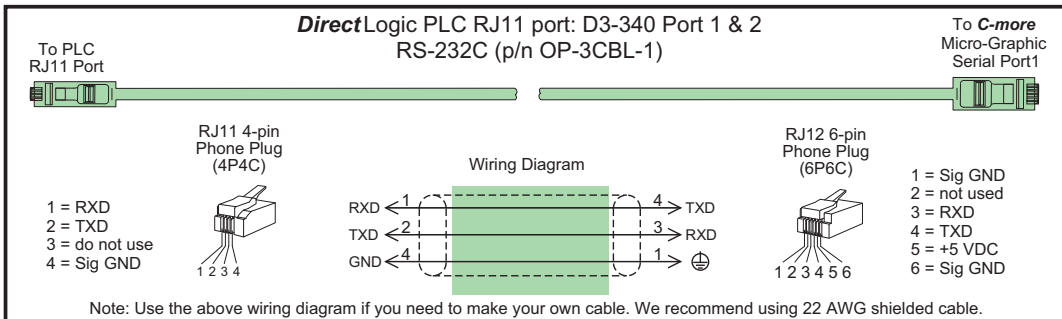 DirectLogic PLC RJ11 port: D3-340 Port 1 & 2
RS-232C (p/n OP-3CBL-1)
To PLC
RJ11 Port
To C-more
Micro-Graphic
Serial Port1
RJ11 4-pin
Phone Plug
(4P4C)
1 = RXD
2 = TXD
3 = do not use
4 = Sig GND
1 2 3 4
Wiring Diagram
RXD 1 4 TXD
TXD 2 3 RXD
GND 4 1
RJ12 6-pin
Phone Plug
(6P6C)
1 2 3 4 5 6
1 = Sig GND
2 = not used
3 = RXD
4 = TXD
5 = +5 VDC
6 = Sig GND
Note: Use the above wiring diagram if you need to make your own cable. We recommend using 22 AWG shielded cable.